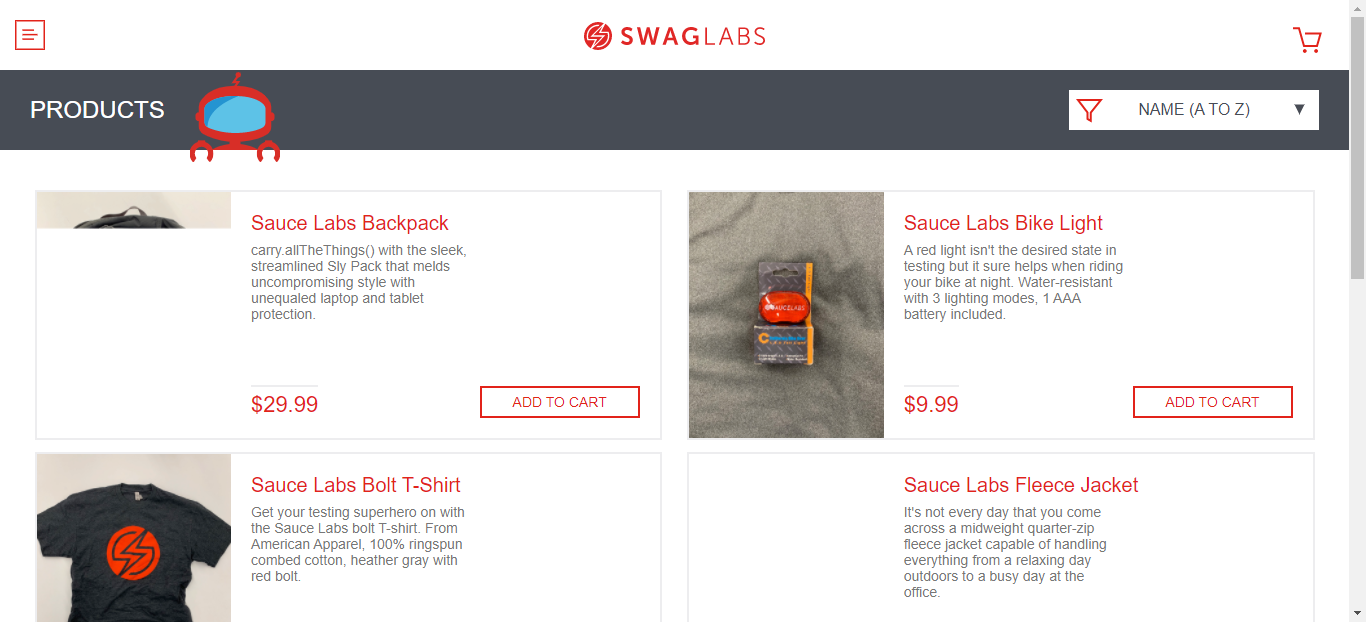 SWAGLABS
PRODUCTS
NAME (A TO Z)
Sauce Labs Backpack
carry.allTheThings() with the sleek,
streamlined Sly Pack that melds
uncompromising style with
unequaled laptop and tablet
protection.
$29.99
ADD TO CART
Sauce Labs Bike Light
A red light isn't the desired state in
testing but it sure helps when riding
your bike at night. Water-resistant
with 3 lighting modes, 1 AAA
battery included.
$9.99
ADD TO CART
Sauce Labs Bolt T-Shirt
Get your testing superhero on with
the Sauce Labs bolt T-shirt. From
American Apparel, 100% ringspun
combed cotton, heather gray with
red bolt.
Sauce Labs Fleece Jacket
It's not every day that you come
across a midweight quarter-zip
fleece jacket capable of handling
everything from a relaxing day
outdoors to a busy day at the
office.